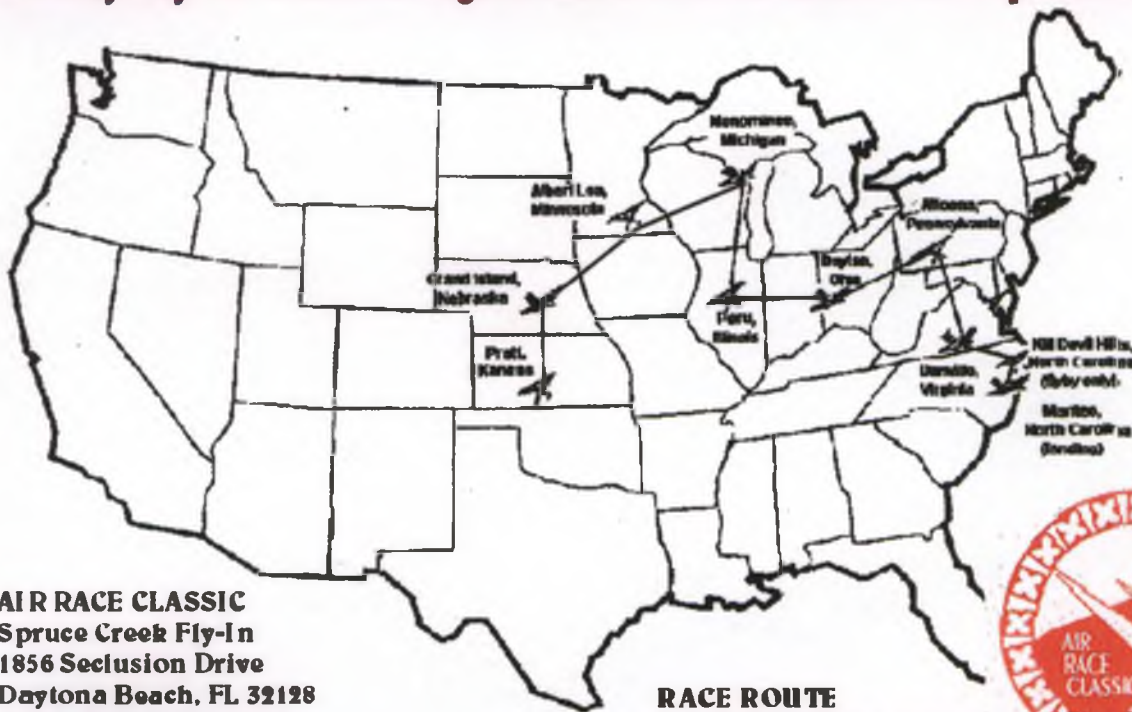 Menominee,
Michigan
Albert Lea,
Minnesota
Altoona,
Pennsylvania
Grand Island,
Nebraska
Dayton,
Ohio
Peru,
Illinois
Pratt,
Kansas
Kill Devil Hills,
North Carolina
(flyby only)
Danville,
Virginia
Manteo,
North Carolina
(landing)
AIR RACE CLASSIC
Spruce Creek Fly-In
1856 Seclusion Drive
Daytona Beach, FL 32128
RACE ROUTE
AIR
RACE
CLASSIC